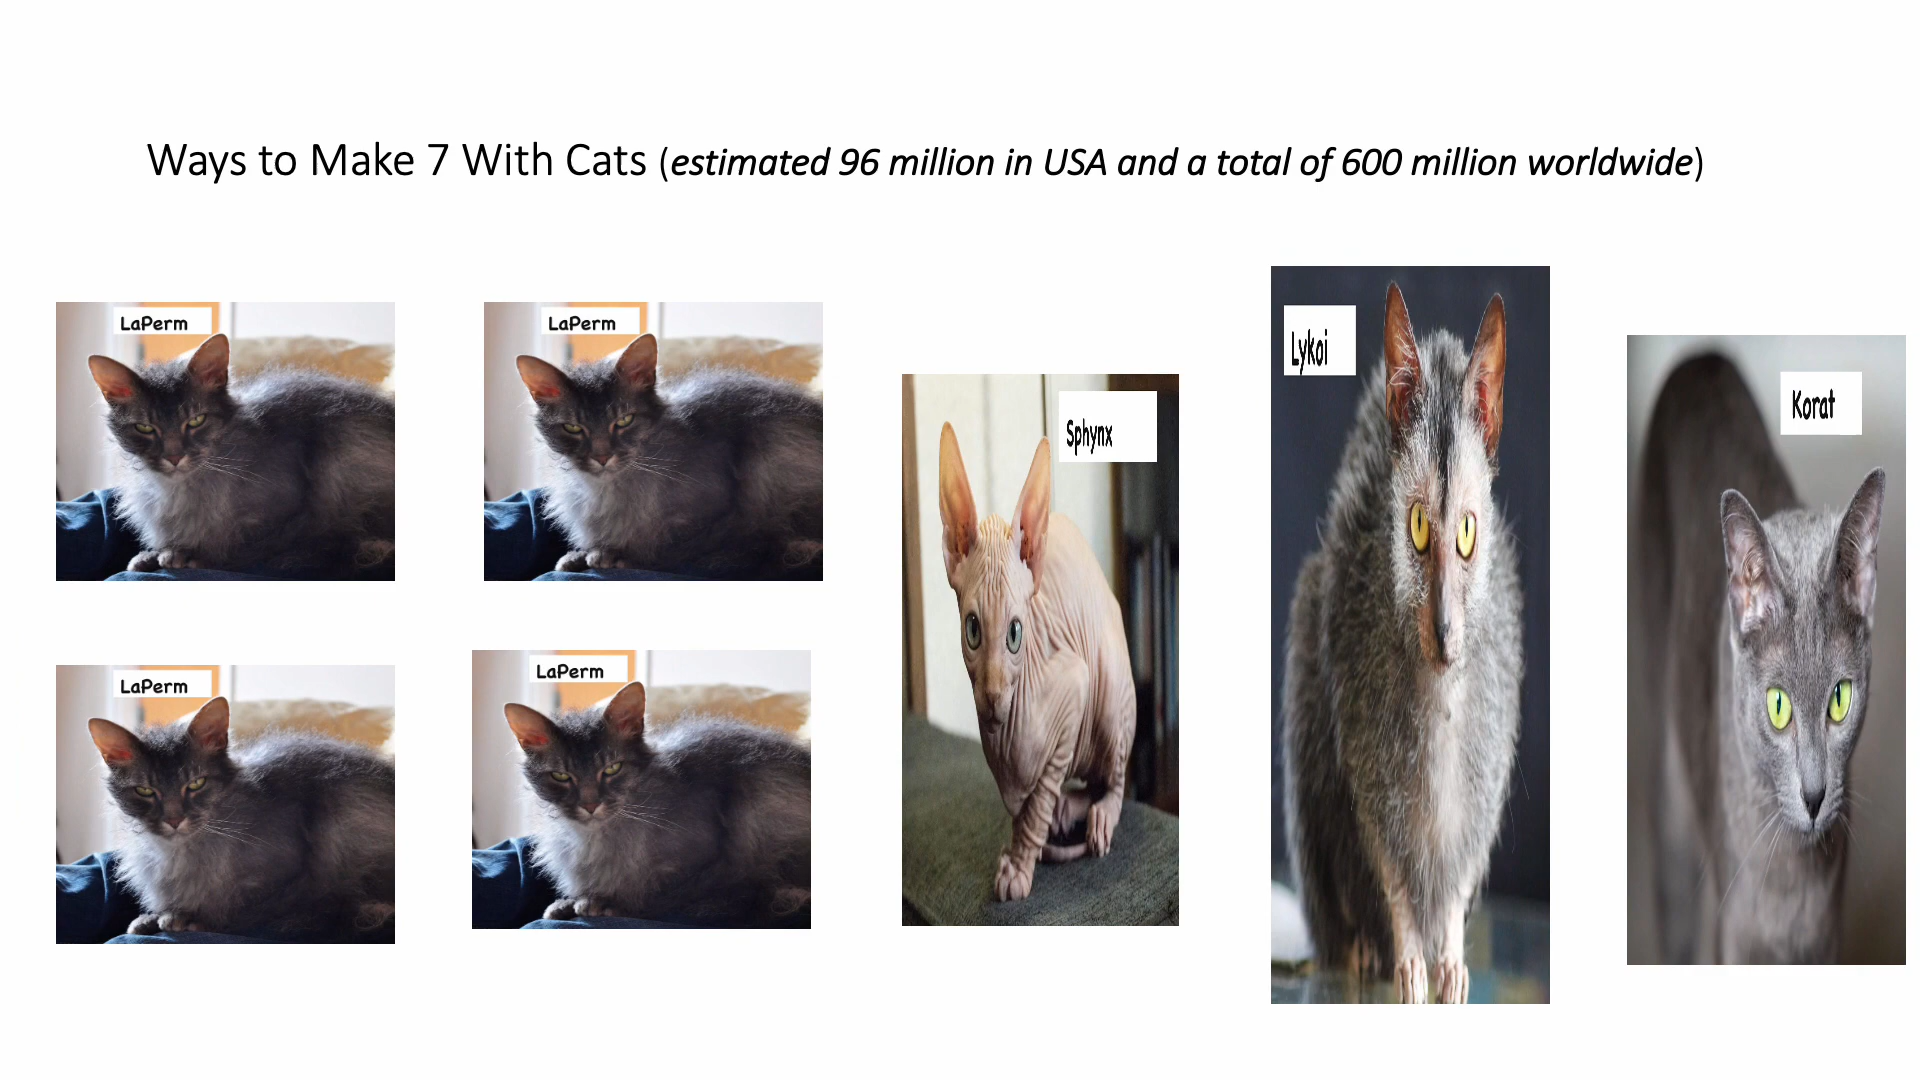 Ways to Make 7 With Cats (estimated 96 million in USA and a total of 600 million worldwide)
LaPerm
LaPerm
Sphynx
Lykoi
Korat
LaPerm
LaPerm